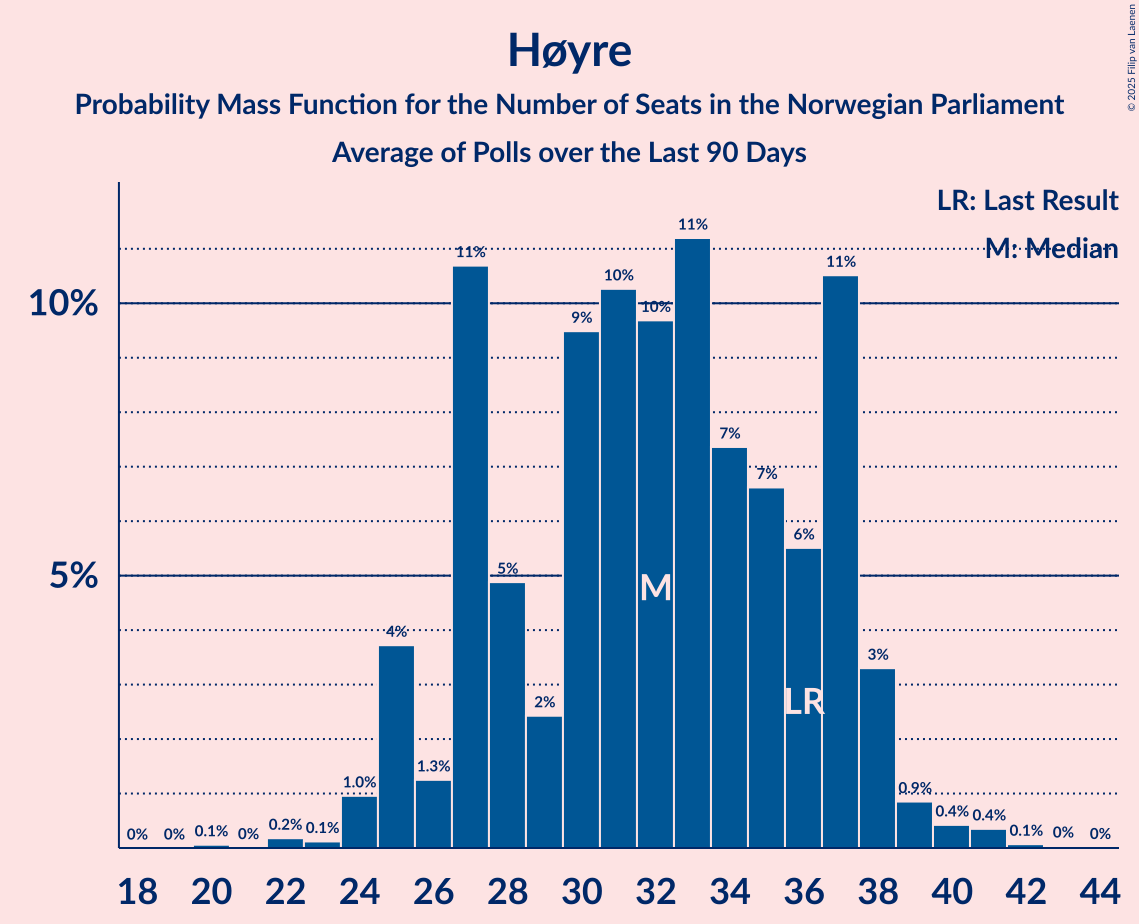 Høyre
Probability Mass Function for the Number of Seats in the Norwegian Parliament
Average of Polls over the Last 90 Days
© 2025 Filip van Laenen
LR: Last Result
M: Median
10%
5%
0% 0% 0.1% 0% 0.2% 0.1% 1.0% 4% 1.3% 11% 5% 2% 9% 10% 10% 11% 7% 7% 6% 11% 3% 0.9% 0.4% 0.4% 0.1% 0% 0%
M
LR
18 20 22 24 26 28 30 32 34 36 38 40 42 44